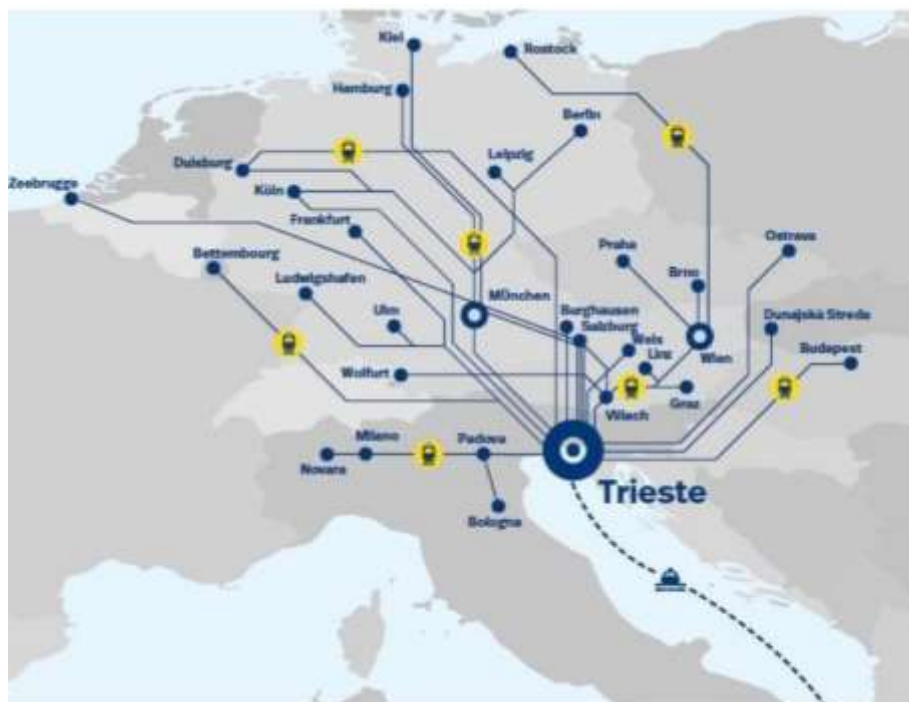 Kiel
Rostock
Hamburg
Berlin
Duisburg
Leipzig
Zeebrugge
Köln
Frankfurt
Praha
Ostrava
Bettembourg
Brno
Ludwigshafen
München
Ulm
Burghausen
Salzburg
Dunajská Streda
Wels
Linz
Wien
Budapest
Wolfurt
Villach
Graz
Milano
Padova
Novara
Trieste
Bologna